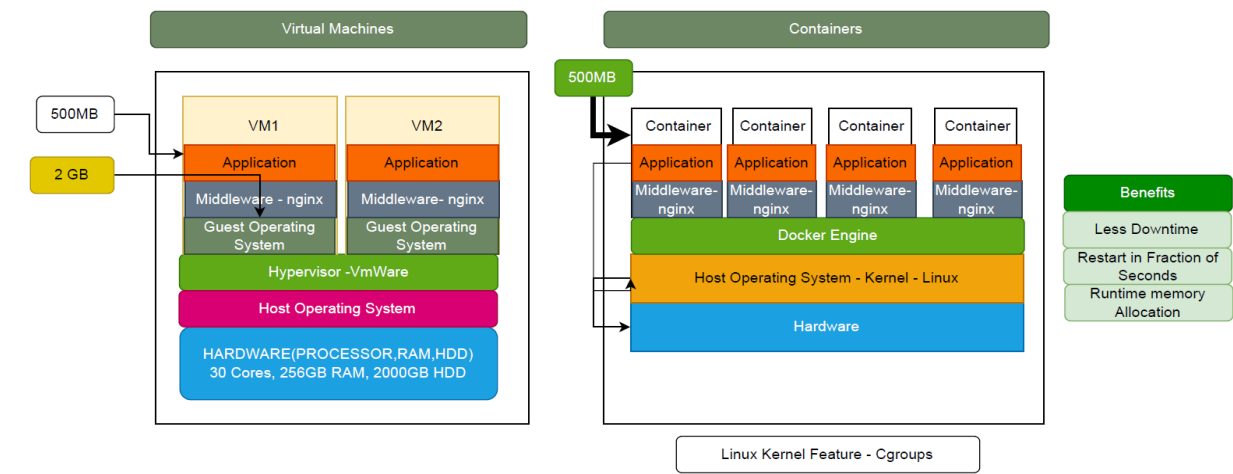 Virtual Machines
Containers
500MB
2 GB
VM1
VM2
Application
Application
Middleware - nginx
Middleware- nginx
Guest Operating
System
Guest Operating
System
Hypervisor -VmWare
Host Operating System
HARDWARE(PROCESSOR,RAM,HDD)
30 Cores, 256GB RAM, 2000GB HDD
500MB
Container
Container
Container
Container
Application
Application
Application
Application
Middleware-
nginx
Middleware-
nginx
Middleware-
nginx
Middleware-
nginx
Docker Engine
Host Operating System - Kernel - Linux
Hardware
Benefits
Less Downtime
Restart in Fraction of
Seconds
Runtime memory
Allocation
Linux Kernel Feature - Cgroups